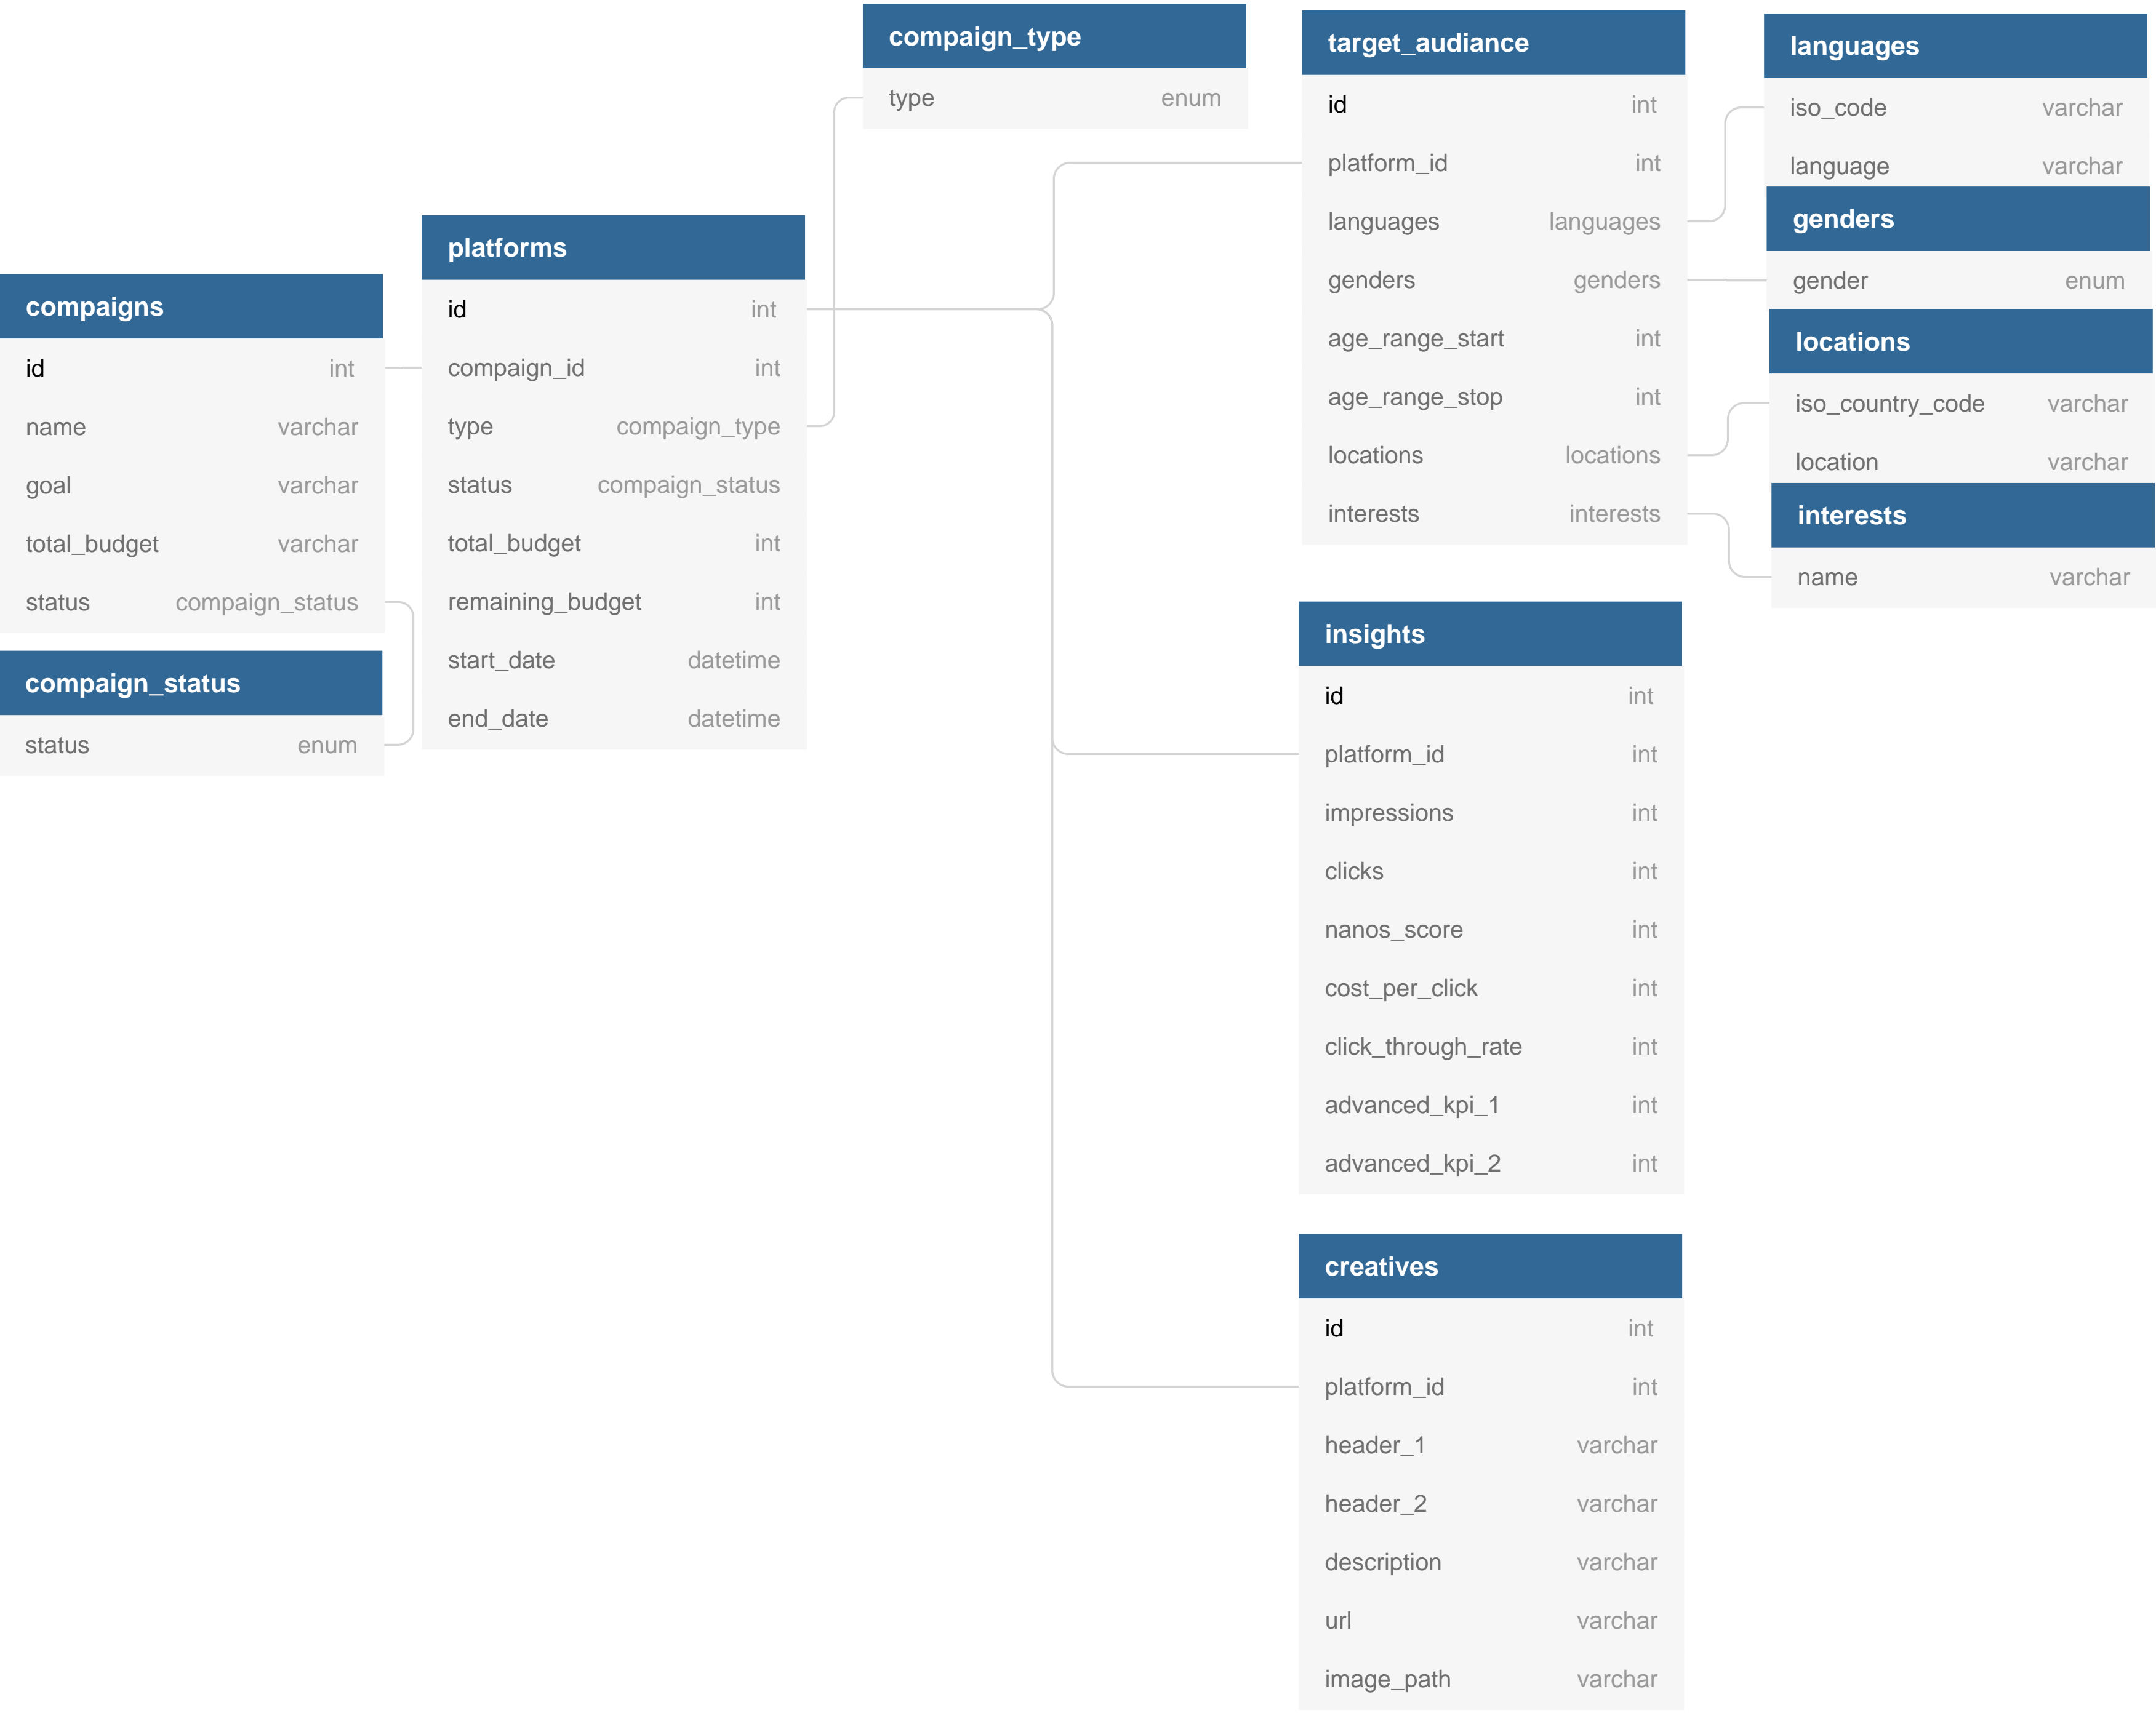 compaign_type
type enum
target_audiance
id int
platform_id int
languages languages
genders genders
age_range_start int
age_range_stop int
locations locations
interests interests
languages
iso_code varchar
language varchar
genders
gender enum
locations
iso_country_code varchar
location varchar
interests
name varchar
platforms
id int
compaign_id int
type compaign_type
status compaign_status
total_budget int
remaining_budget int
start_date datetime
end_date datetime
compaigns
id int
name varchar
goal varchar
total_budget varchar
status compaign_status
compaign_status
status enum
insights
id int
platform_id int
impressions int
clicks int
nanos_score int
cost_per_click int
click_through_rate int
advanced_kpi_1 int
advanced_kpi_2 int
creatives
id int
platform_id int
header_1 varchar
header_2 varchar
description varchar
url varchar
image_path varchar